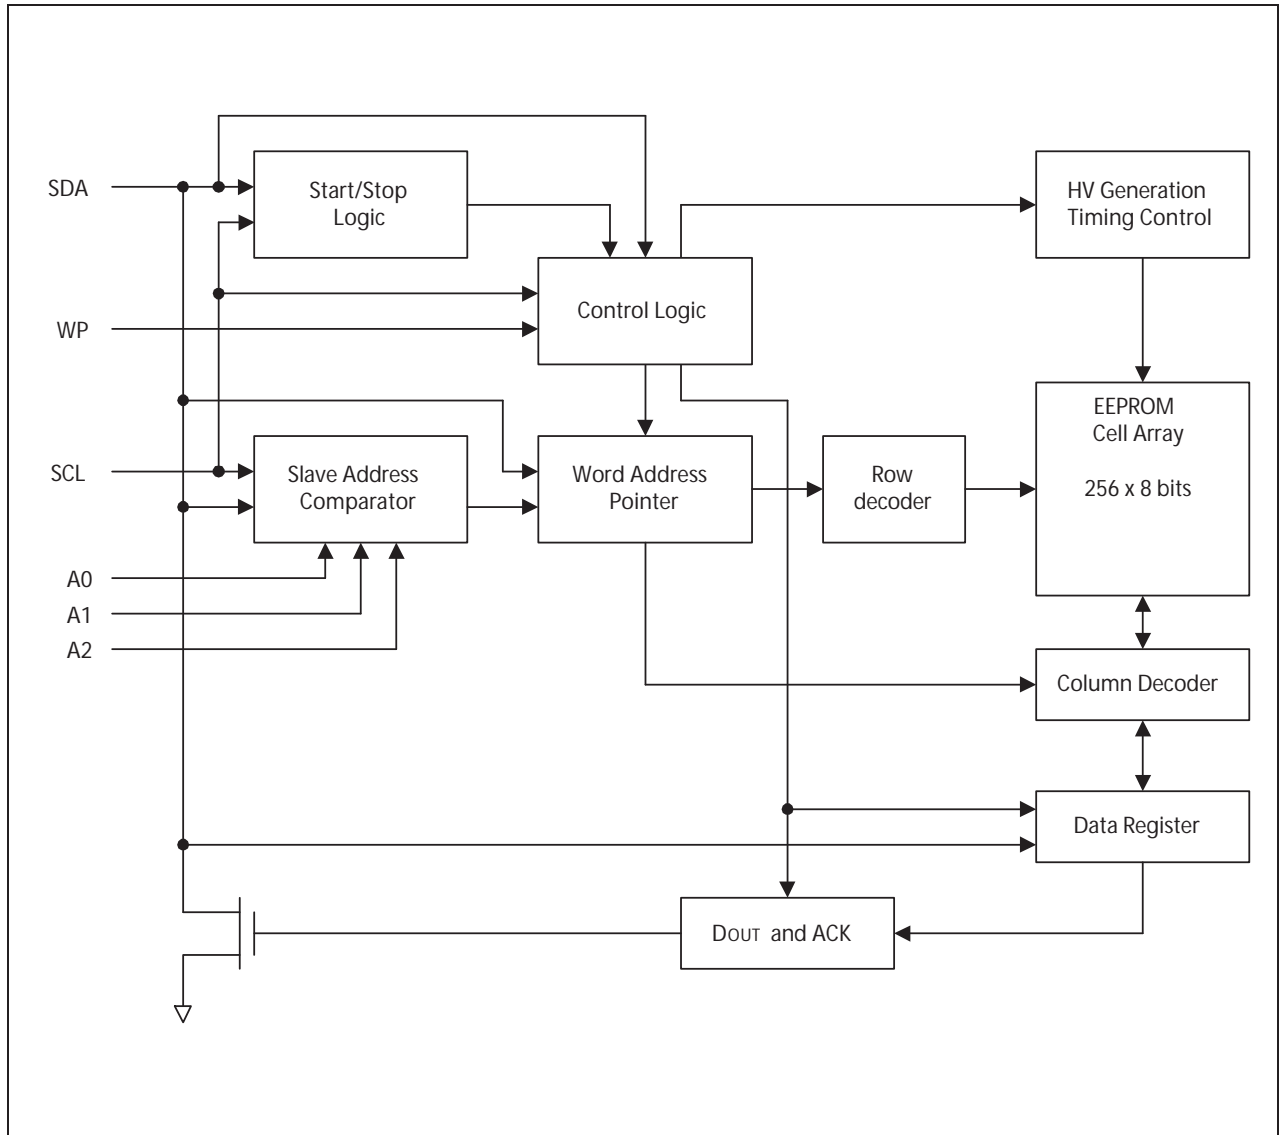 SDA
Start/Stop
Logic
HV Generation
Timing Control
Control Logic
WP
EEPROM
Cell Array
256 x 8 bits
SCL
Slave Address
Comparator
Word Address
Pointer
Row
decoder
A0
A1
A2
Column Decoder
Data Register
DOUT and ACK